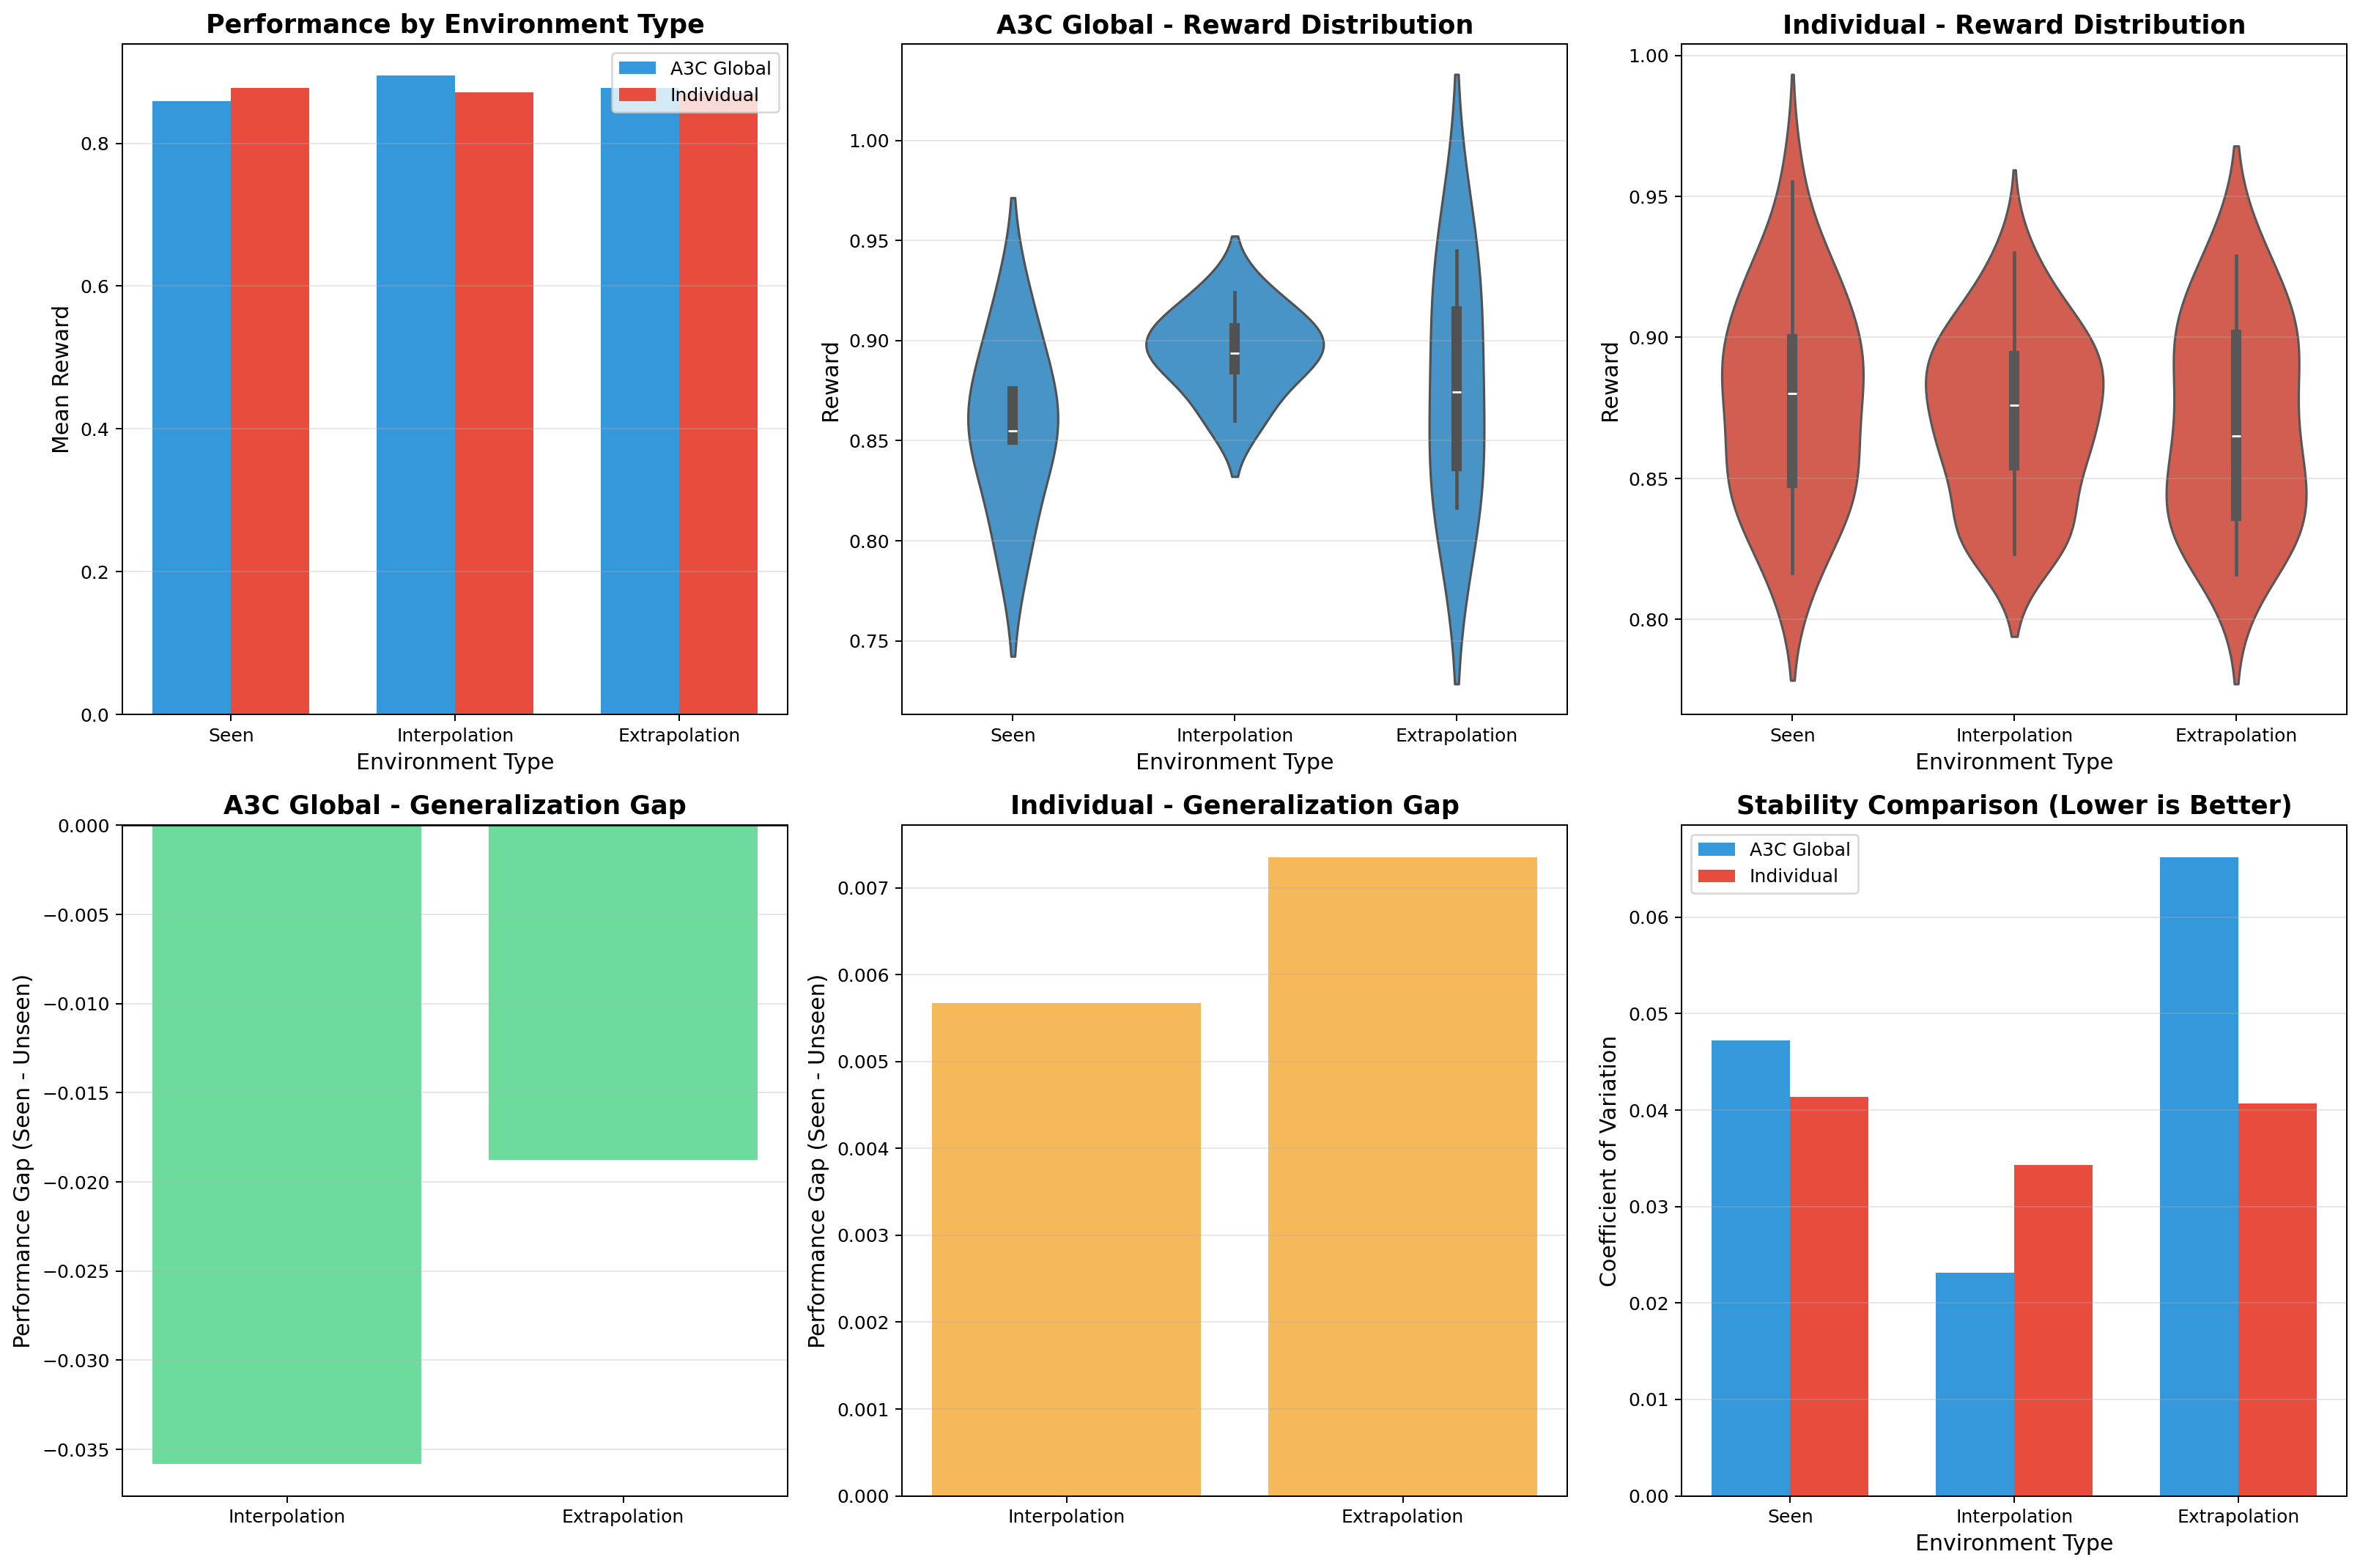 Performance by Environment Type
A3C Global
Individual
Mean Reward
0.8
0.6
0.4
0.2
0.0
Seen
Interpolation
Extrapolation
Environment Type
A3C Global - Reward Distribution
Reward
1.00
0.95
0.90
0.85
0.80
0.75
Seen
Interpolation
Extrapolation
Environment Type
Individual - Reward Distribution
Reward
1.00
0.95
0.90
0.85
0.80
Seen
Interpolation
Extrapolation
Environment Type
A3C Global - Generalization Gap
Performance Gap (Seen - Unseen)
0.000
−0.005
−0.010
−0.015
−0.020
−0.025
−0.030
−0.035
Interpolation
Extrapolation
Individual - Generalization Gap
Performance Gap (Seen - Unseen)
0.007
0.006
0.005
0.004
0.003
0.002
0.001
0.000
Interpolation
Extrapolation
Stability Comparison (Lower is Better)
A3C Global
Individual
Coefficient of Variation
0.06
0.05
0.04
0.03
0.02
0.01
0.00
Seen
Interpolation
Extrapolation
Environment Type